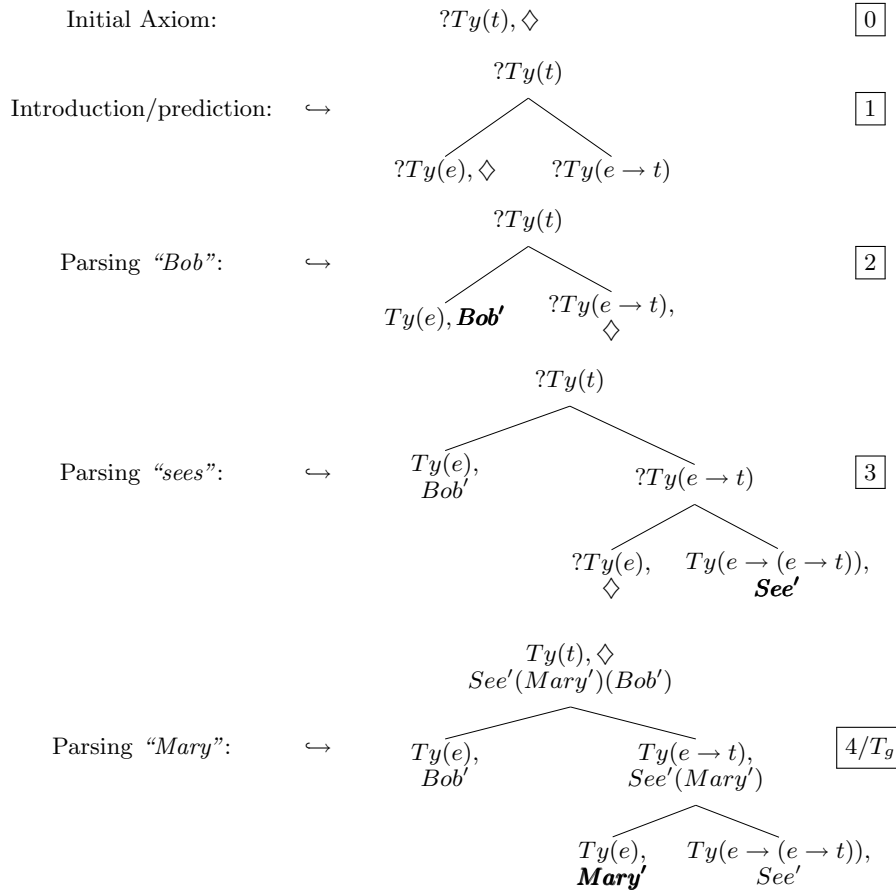 Initial Axiom: ?Ty(t), ◇ 0
?Ty(t)
Introduction/prediction: ↪ 1
?Ty(e), ◇ ?Ty(e → t)
?Ty(t)
Parsing “Bob”: ↪ 2
Ty(e), Bob′ ?Ty(e → t),
◇
?Ty(t)
Parsing “sees”: ↪ Ty(e), ?Ty(e → t) 3
Bob′
?Ty(e), Ty(e → (e → t)),
◇ See′
Ty(t), ◇
See′(Mary′)(Bob′)
Parsing “Mary”: ↪ Ty(e), Ty(e → t), 4/T_g
Bob′ See′(Mary′)
Ty(e), Ty(e → (e → t)),
Mary′ See′